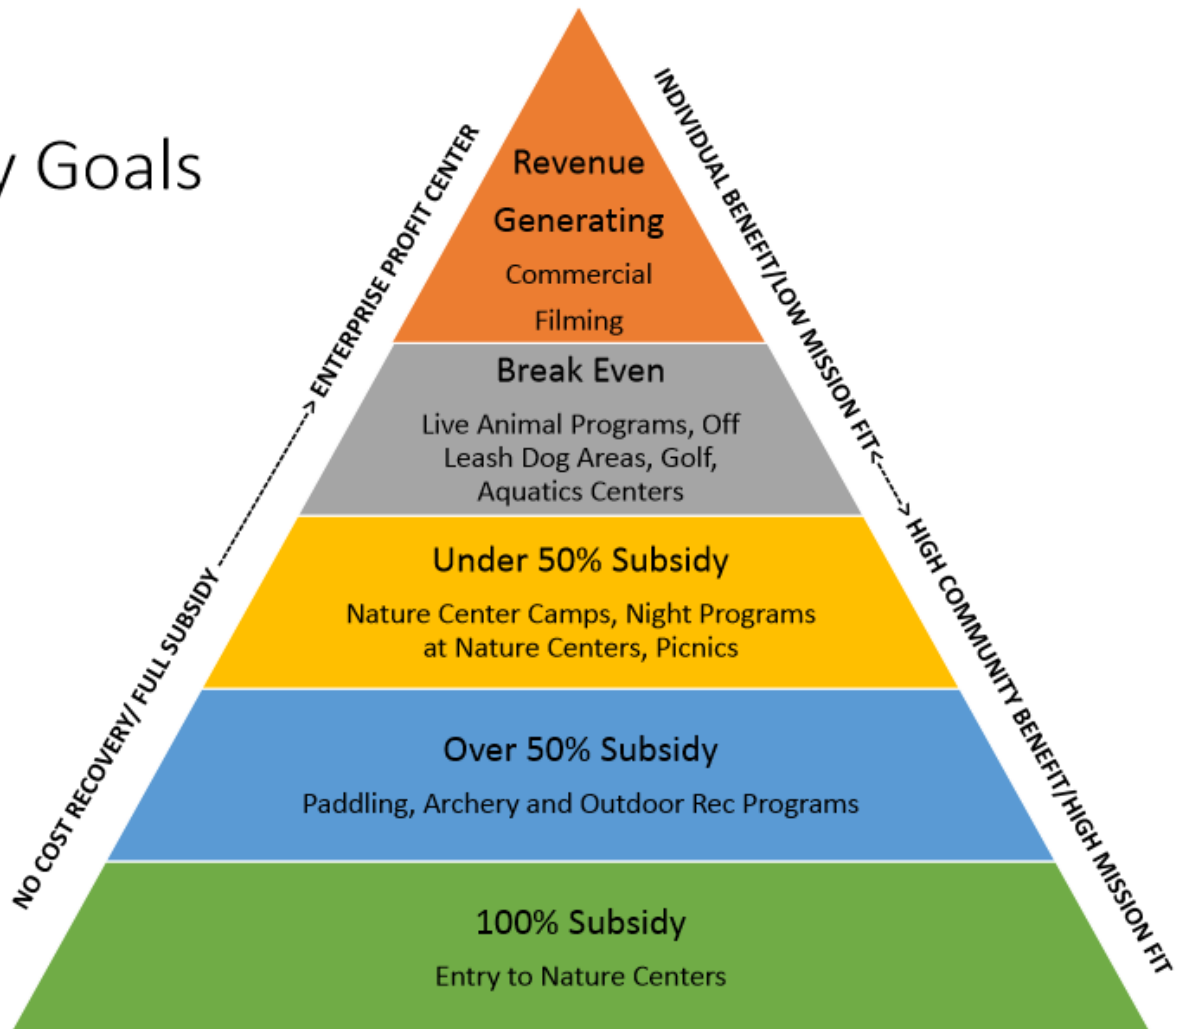 y Goals
NO COST RECOVERY/ FULL SUBSIDY -------> ENTERPRISE PROFIT CENTER
INDIVIDUAL BENEFIT/LOW MISSION FIT<----> HIGH COMMUNITY BENEFIT/HIGH MISSION FIT
Revenue
Generating
Commercial
Filming
Break Even
Live Animal Programs, Off
Leash Dog Areas, Golf,
Aquatics Centers
Under 50% Subsidy
Nature Center Camps, Night Programs
at Nature Centers, Picnics
Over 50% Subsidy
Paddling, Archery and Outdoor Rec Programs
100% Subsidy
Entry to Nature Centers